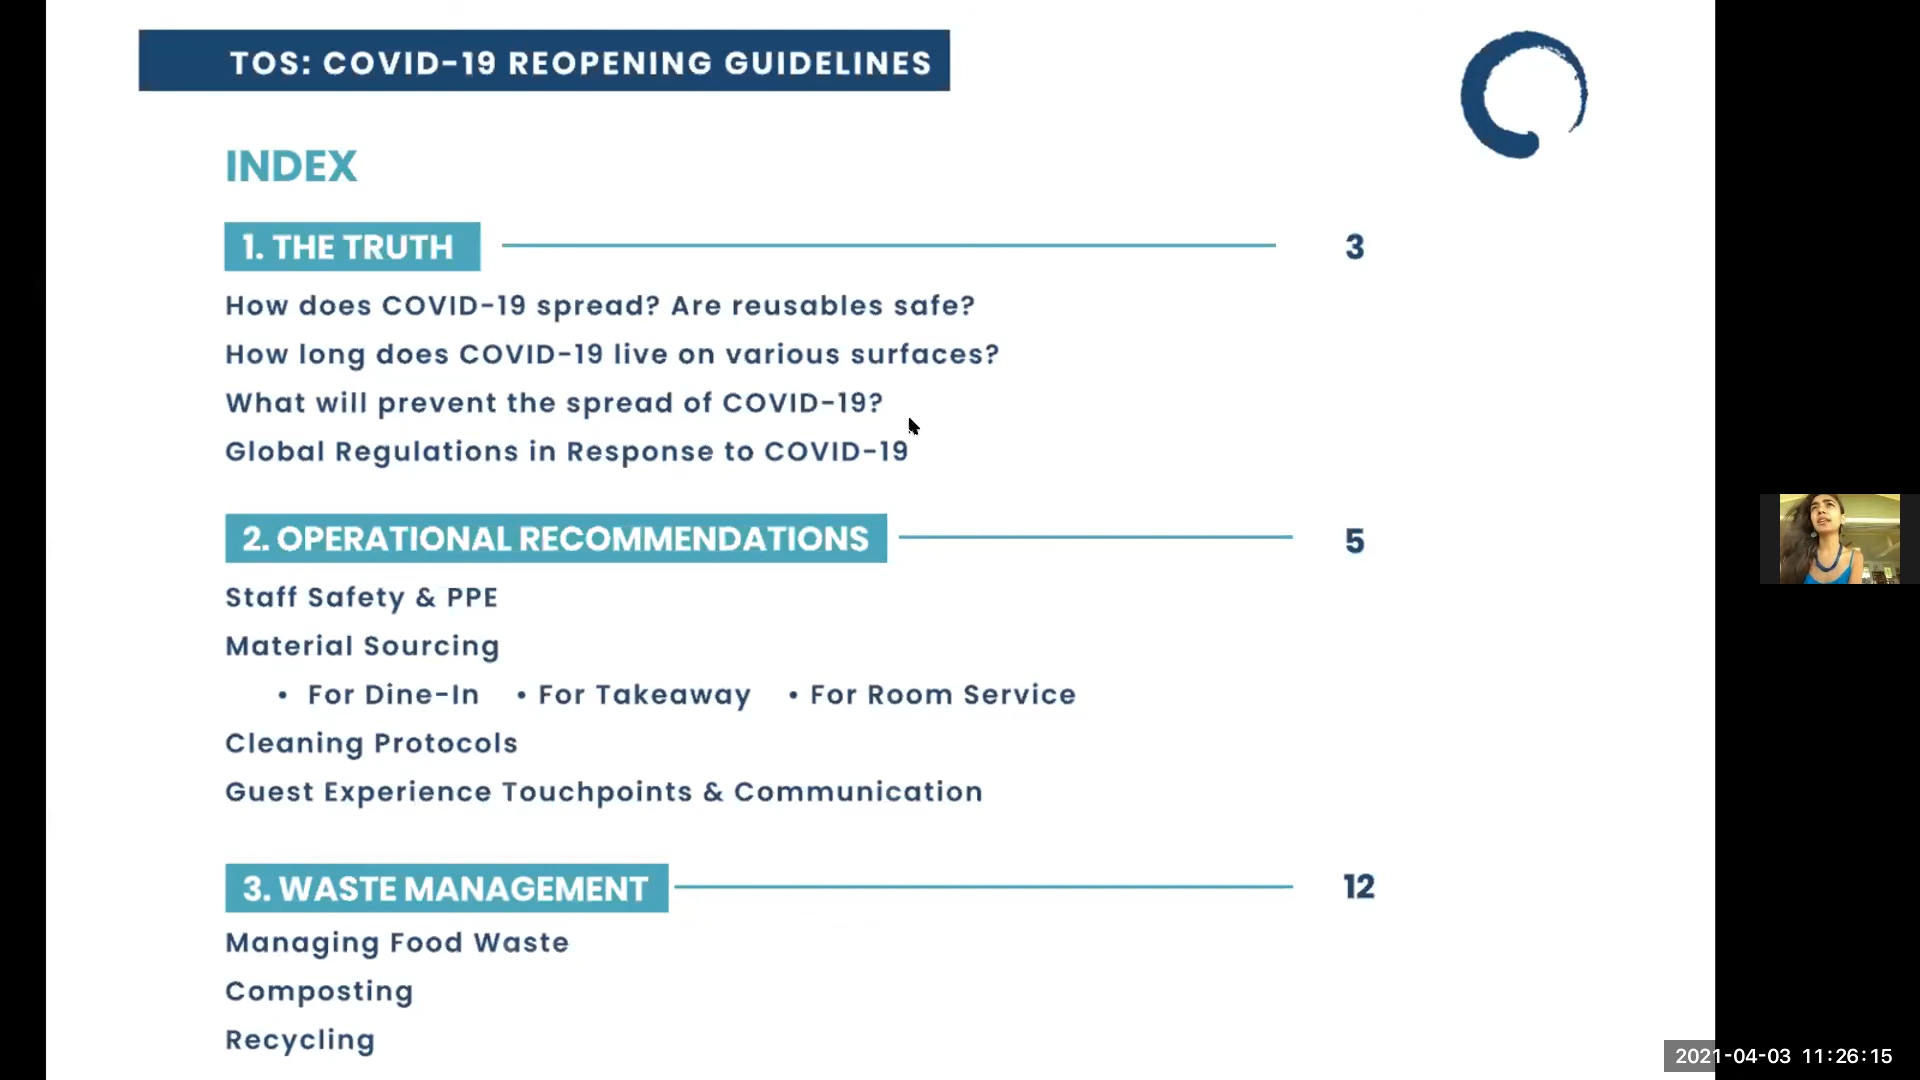 TOS: COVID-19 REOPENING GUIDELINES
INDEX
1. THE TRUTH 3
How does COVID-19 spread? Are reusables safe?
How long does COVID-19 live on various surfaces?
What will prevent the spread of COVID-19?
Global Regulations in Response to COVID-19
2. OPERATIONAL RECOMMENDATIONS 5
Staff Safety & PPE
Material Sourcing
• For Dine-In • For Takeaway • For Room Service
Cleaning Protocols
Guest Experience Touchpoints & Communication
3. WASTE MANAGEMENT 12
Managing Food Waste
Composting
Recycling
2021-04-03 11:26:15